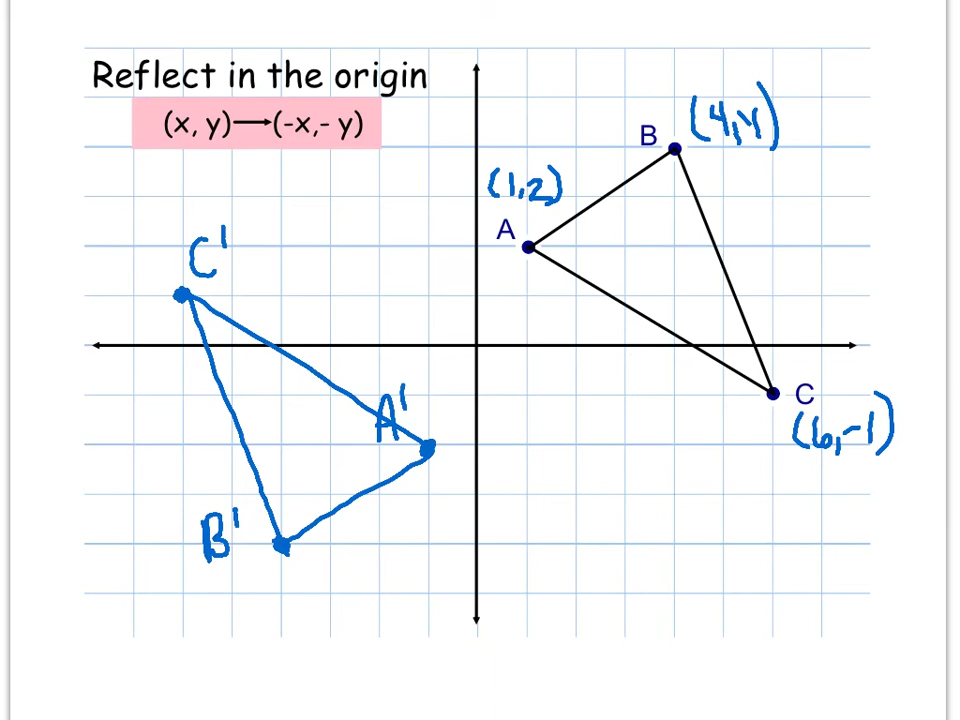 Reflect in the origin
(x, y)→(-x,- y)
B (4,4)
(1,2)
A
C'
C
(6,-1)
A'
B'